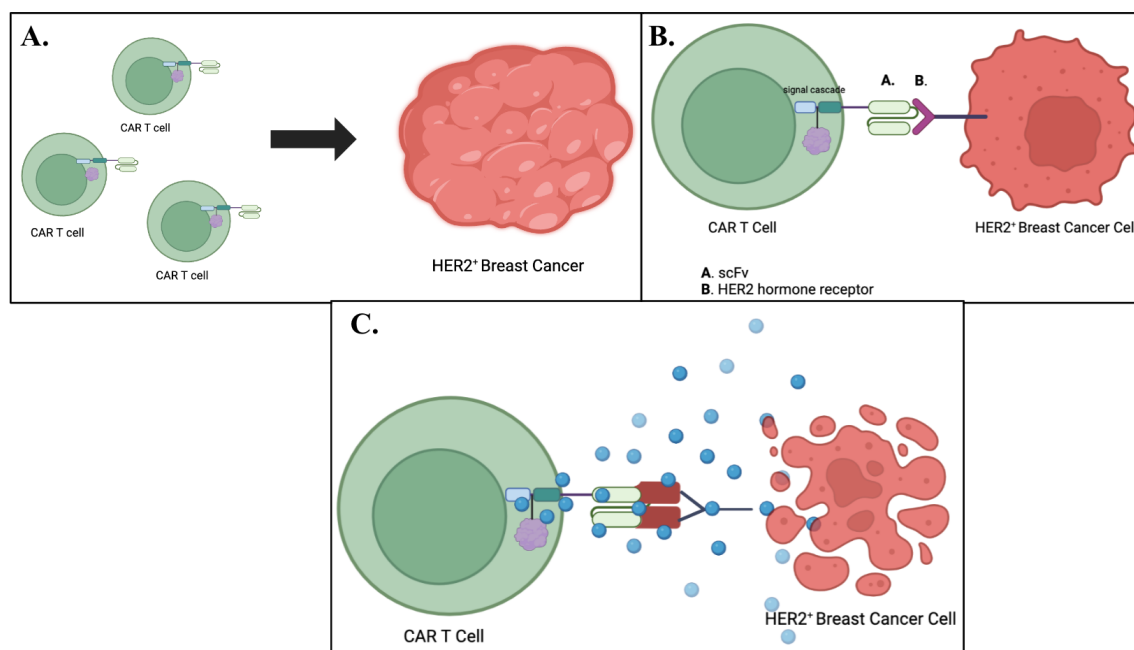 A.
CAR T cell
CAR T cell
CAR T cell
HER2⁺ Breast Cancer
B.
signal cascade
A. B.
CAR T Cell
HER2⁺ Breast Cancer Cel
A. scFv
B. HER2 hormone receptor
C.
CAR T Cell
HER2⁺ Breast Cancer Cell